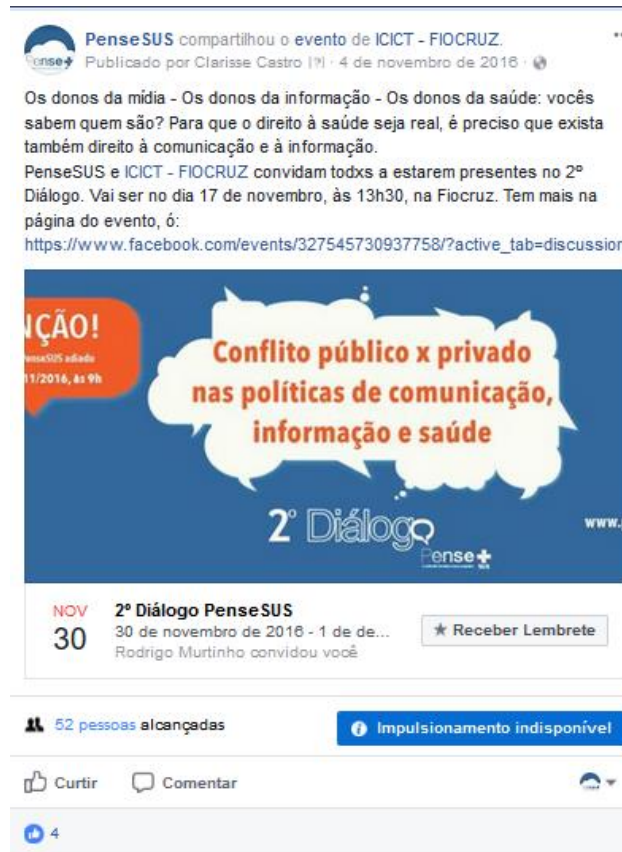 PenseSUS compartilhou o evento de ICICT - FIOCRUZ.
Publicado por Clarisse Castro [?] · 4 de novembro de 2016 ·
Os donos da mídia - Os donos da informação - Os donos da saúde: vocês
sabem quem são? Para que o direito à saúde seja real, é preciso que exista
também direito à comunicação e à informação.
PenseSUS e ICICT - FIOCRUZ convidam todxs a estarem presentes no 2º
Diálogo. Vai ser no dia 17 de novembro, às 13h30, na Fiocruz. Tem mais na
página do evento, ó:
https://www.facebook.com/events/327545730937758/?active_tab=discussion
NÇÃO!
PenseSUS adiado
11/2016, às 9h
Conflito público x privado
nas políticas de comunicação,
informação e saúde
2º Diálogo
Pense+
SUS
www.
NOV
30
2º Diálogo PenseSUS
30 de novembro de 2016 - 1 de de...
Rodrigo Murtinho convidou você
★ Receber Lembrete
52 pessoas alcançadas
Impulsionamento indisponível
Curtir
Comentar
4